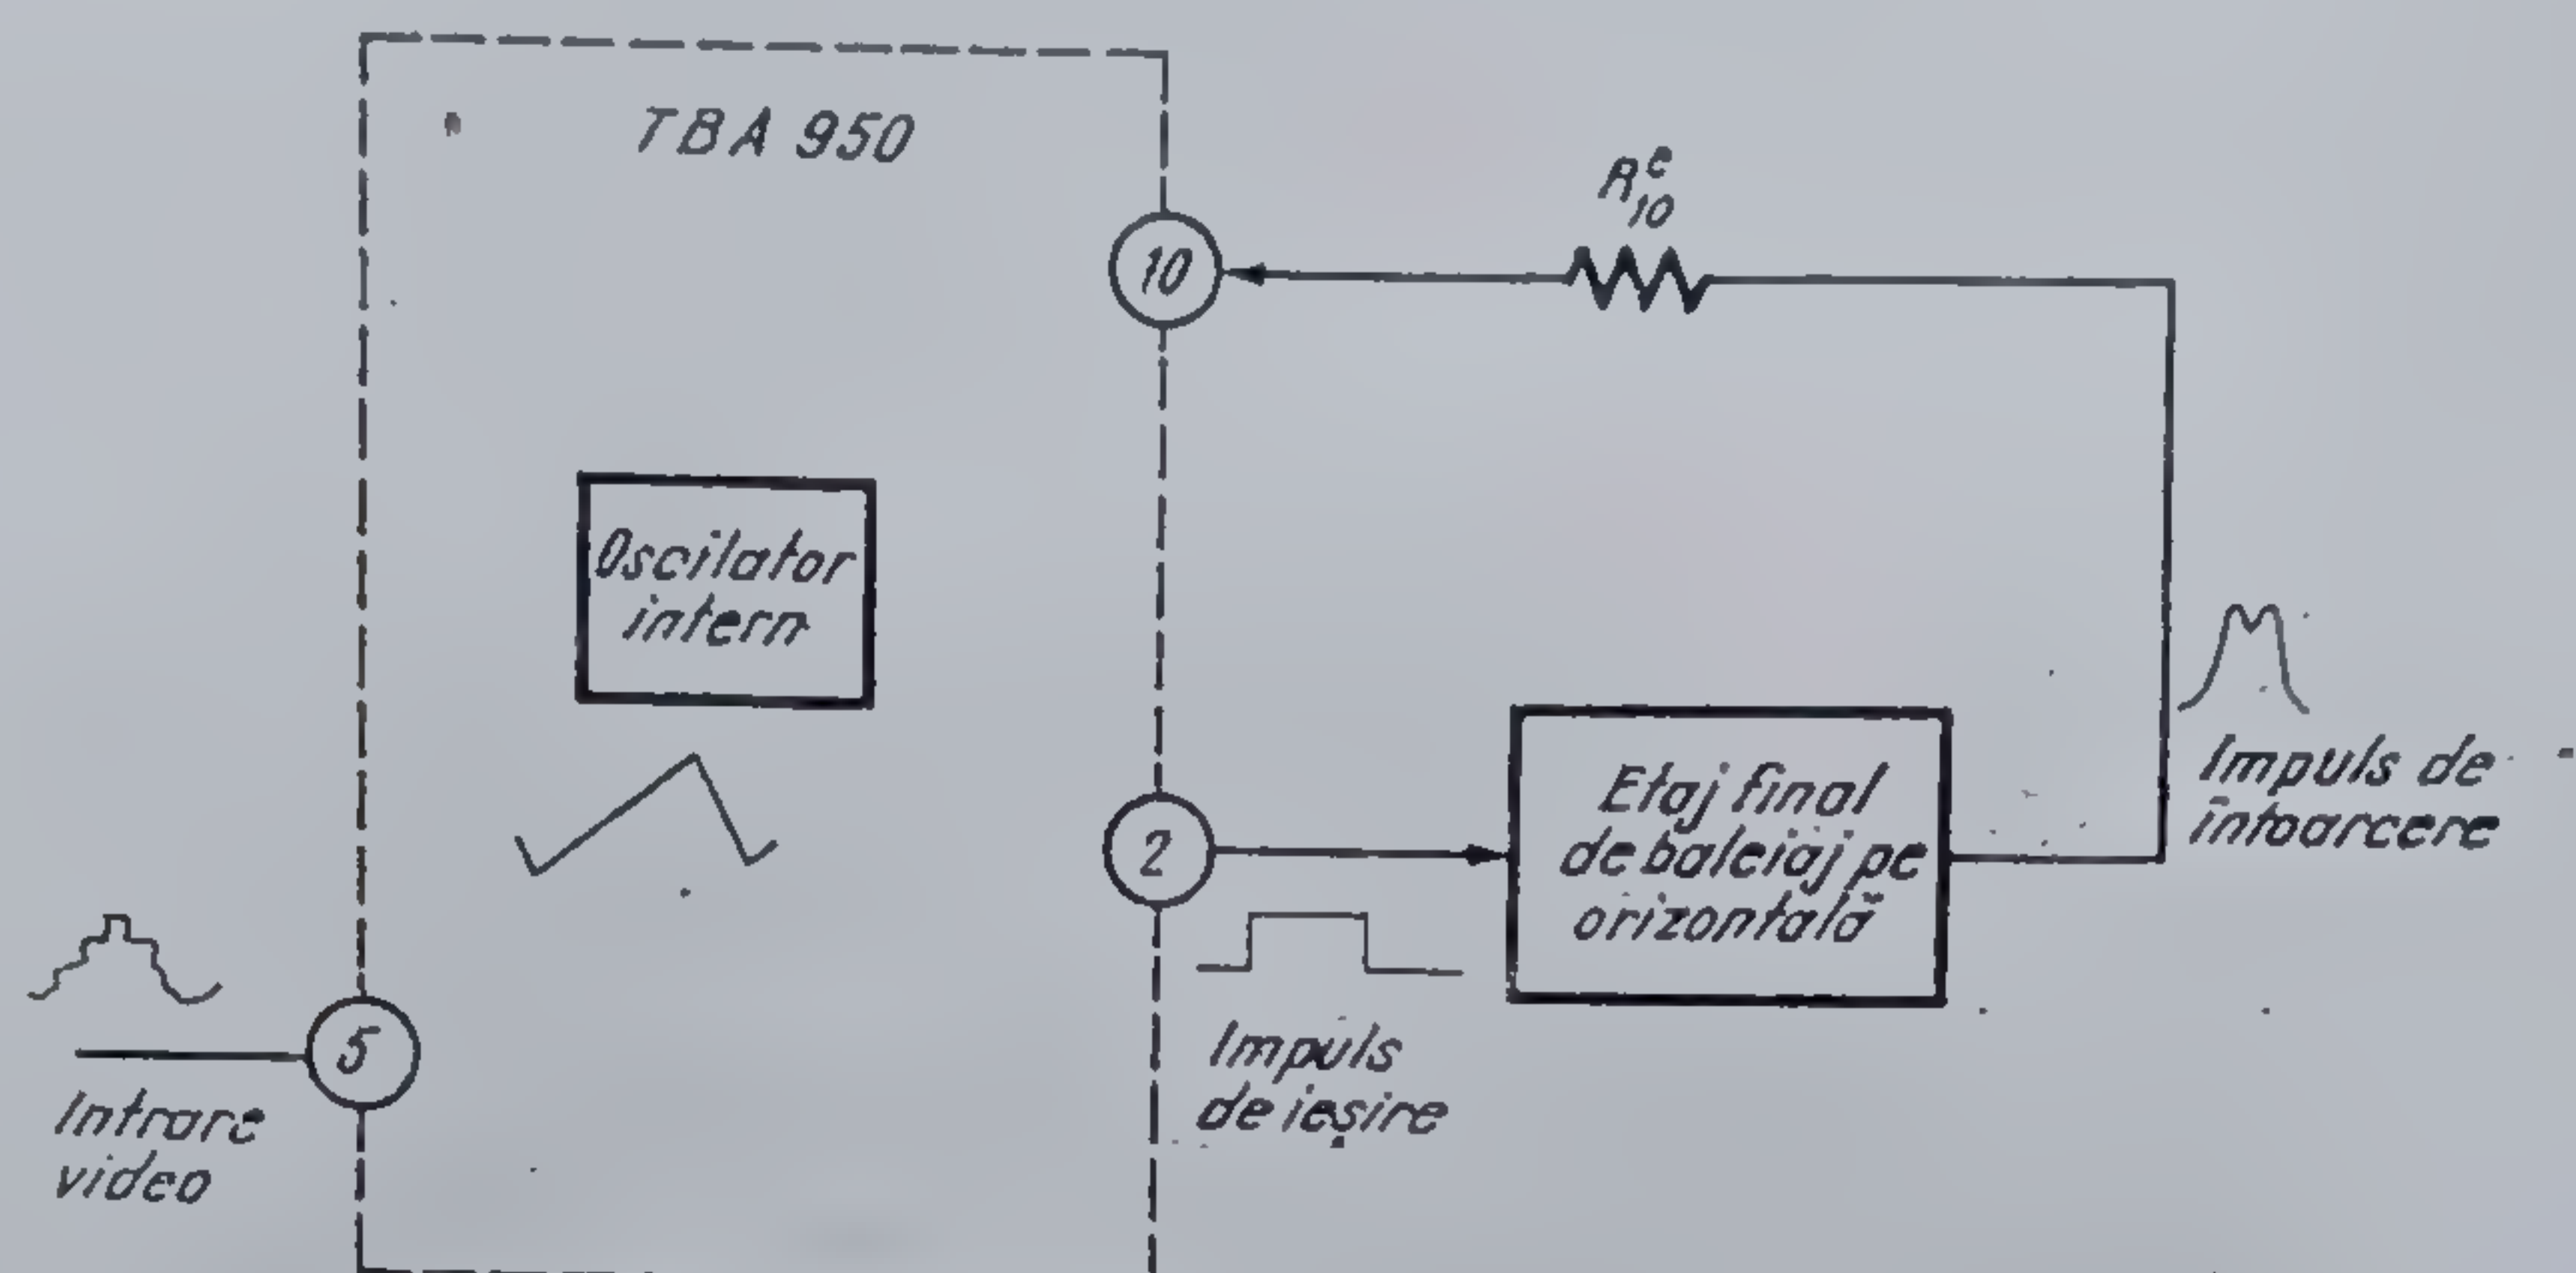 TBA 950
R₁₀ᵉ
10
Oscilator
intern
2
Etaj final
de baleiaj pe
orizontală
Impuls de
întoarcere
5
Intrare
video
Impuls
de ieșire